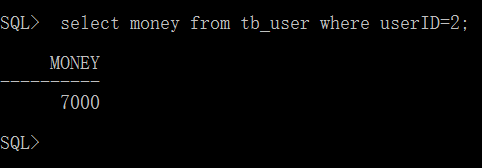 SQL>  select money from tb_user where userID=2;
MONEY
----------
7000
SQL>